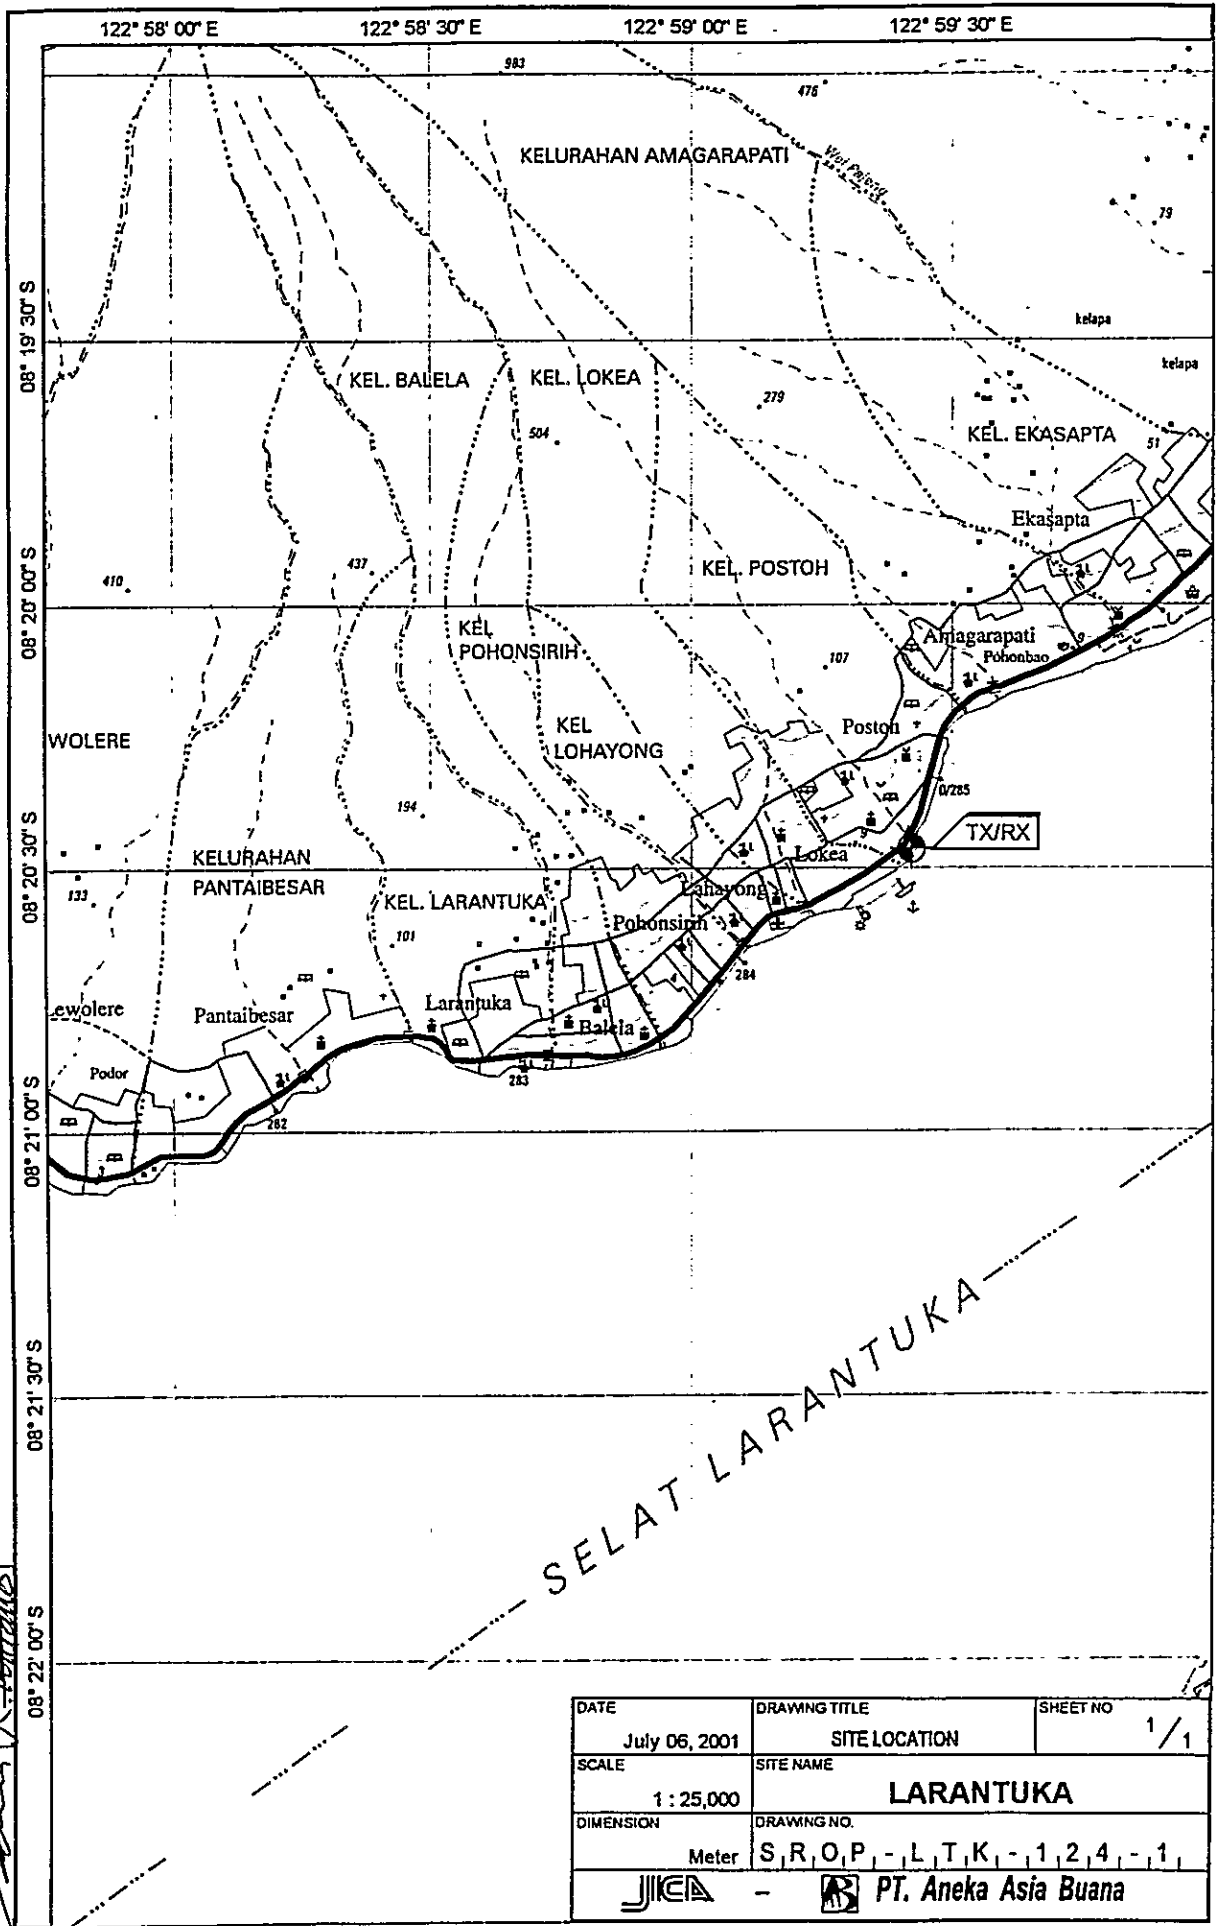 122° 58' 00" E
122° 58' 30" E
122° 59' 00" E
122° 59' 30" E
983
476
KELURAHAN AMAGARAPATI
79
08° 19' 30" S
kelapa
kelapa
KEL. BALELA
KEL. LOKEA
279
504
KEL. EKASAPTA
51
Ekasapta
08° 20' 00" S
410
437
KEL. POSTOH
KEL
POHONSIRIH
Amagarapati
9
Pohonbao
107
WOLERE
KEL
LOHAYONG
Postoh
0/285
194
TX/RX
9
Lokea
08° 20' 30" S
KELURAHAN
PANTAIBESAR
133
KEL. LARANTUKA
Lahayong
Pohonsirih
101
284
4
ewolere
Pantaibesar
Larantuka
Balela
Podor
283
282
08° 21' 00" S
3
08° 21' 30" S
SELAT LARANTUKA
08° 22' 00" S
DATE
July 06, 2001
DRAWING TITLE
SITE LOCATION
SHEET NO
1/1
SCALE
1 : 25,000
SITE NAME
LARANTUKA
DIMENSION
Meter
DRAWING NO.
SROP-LTK-124-1
JICA - PT. Aneka Asia Buana